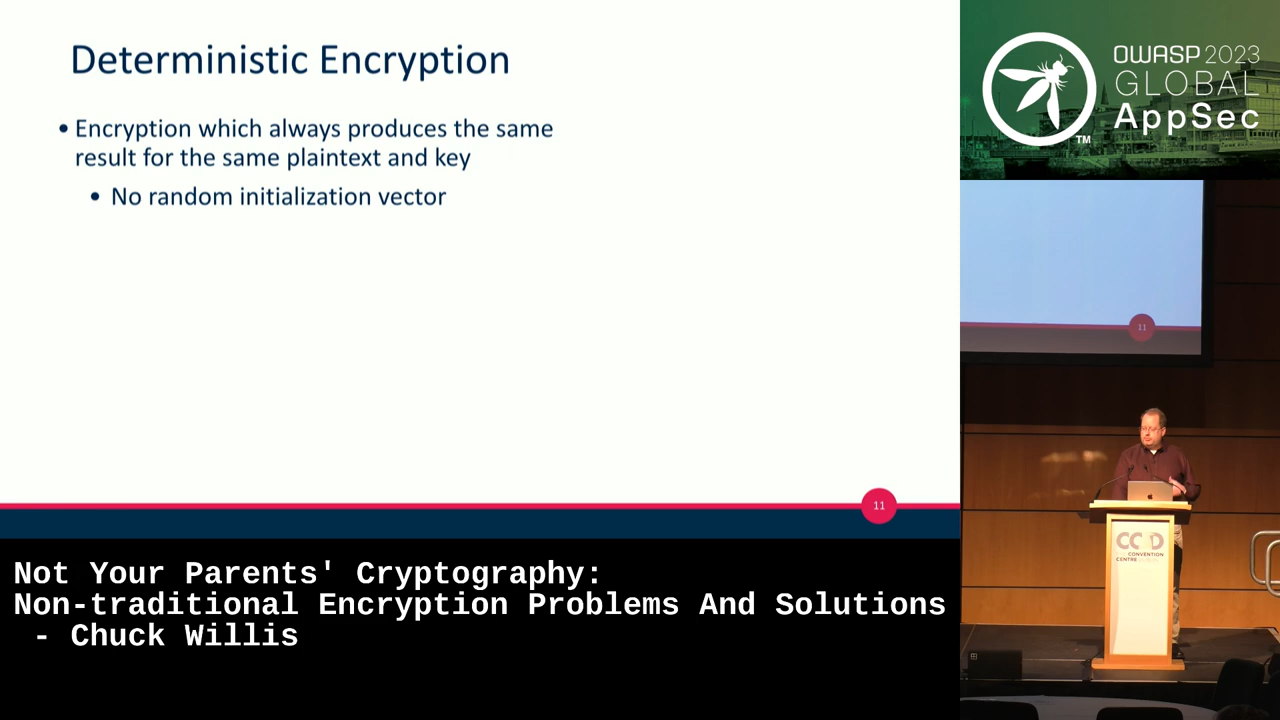 Deterministic Encryption
• Encryption which always produces the same
result for the same plaintext and key
• No random initialization vector
11
OWASP 2023
GLOBAL
AppSec
TM
11
CONVENTION
CENTRE
Not Your Parents' Cryptography:
Non-traditional Encryption Problems And Solutions
- Chuck Willis